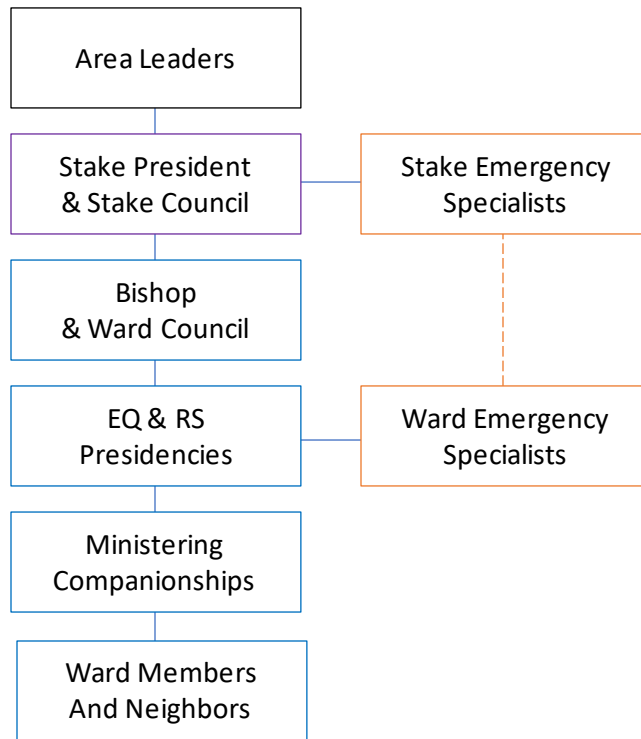 Area Leaders
Stake President
& Stake Council
Stake Emergency
Specialists
Bishop
& Ward Council
EQ & RS
Presidencies
Ward Emergency
Specialists
Ministering
Companionships
Ward Members
And Neighbors